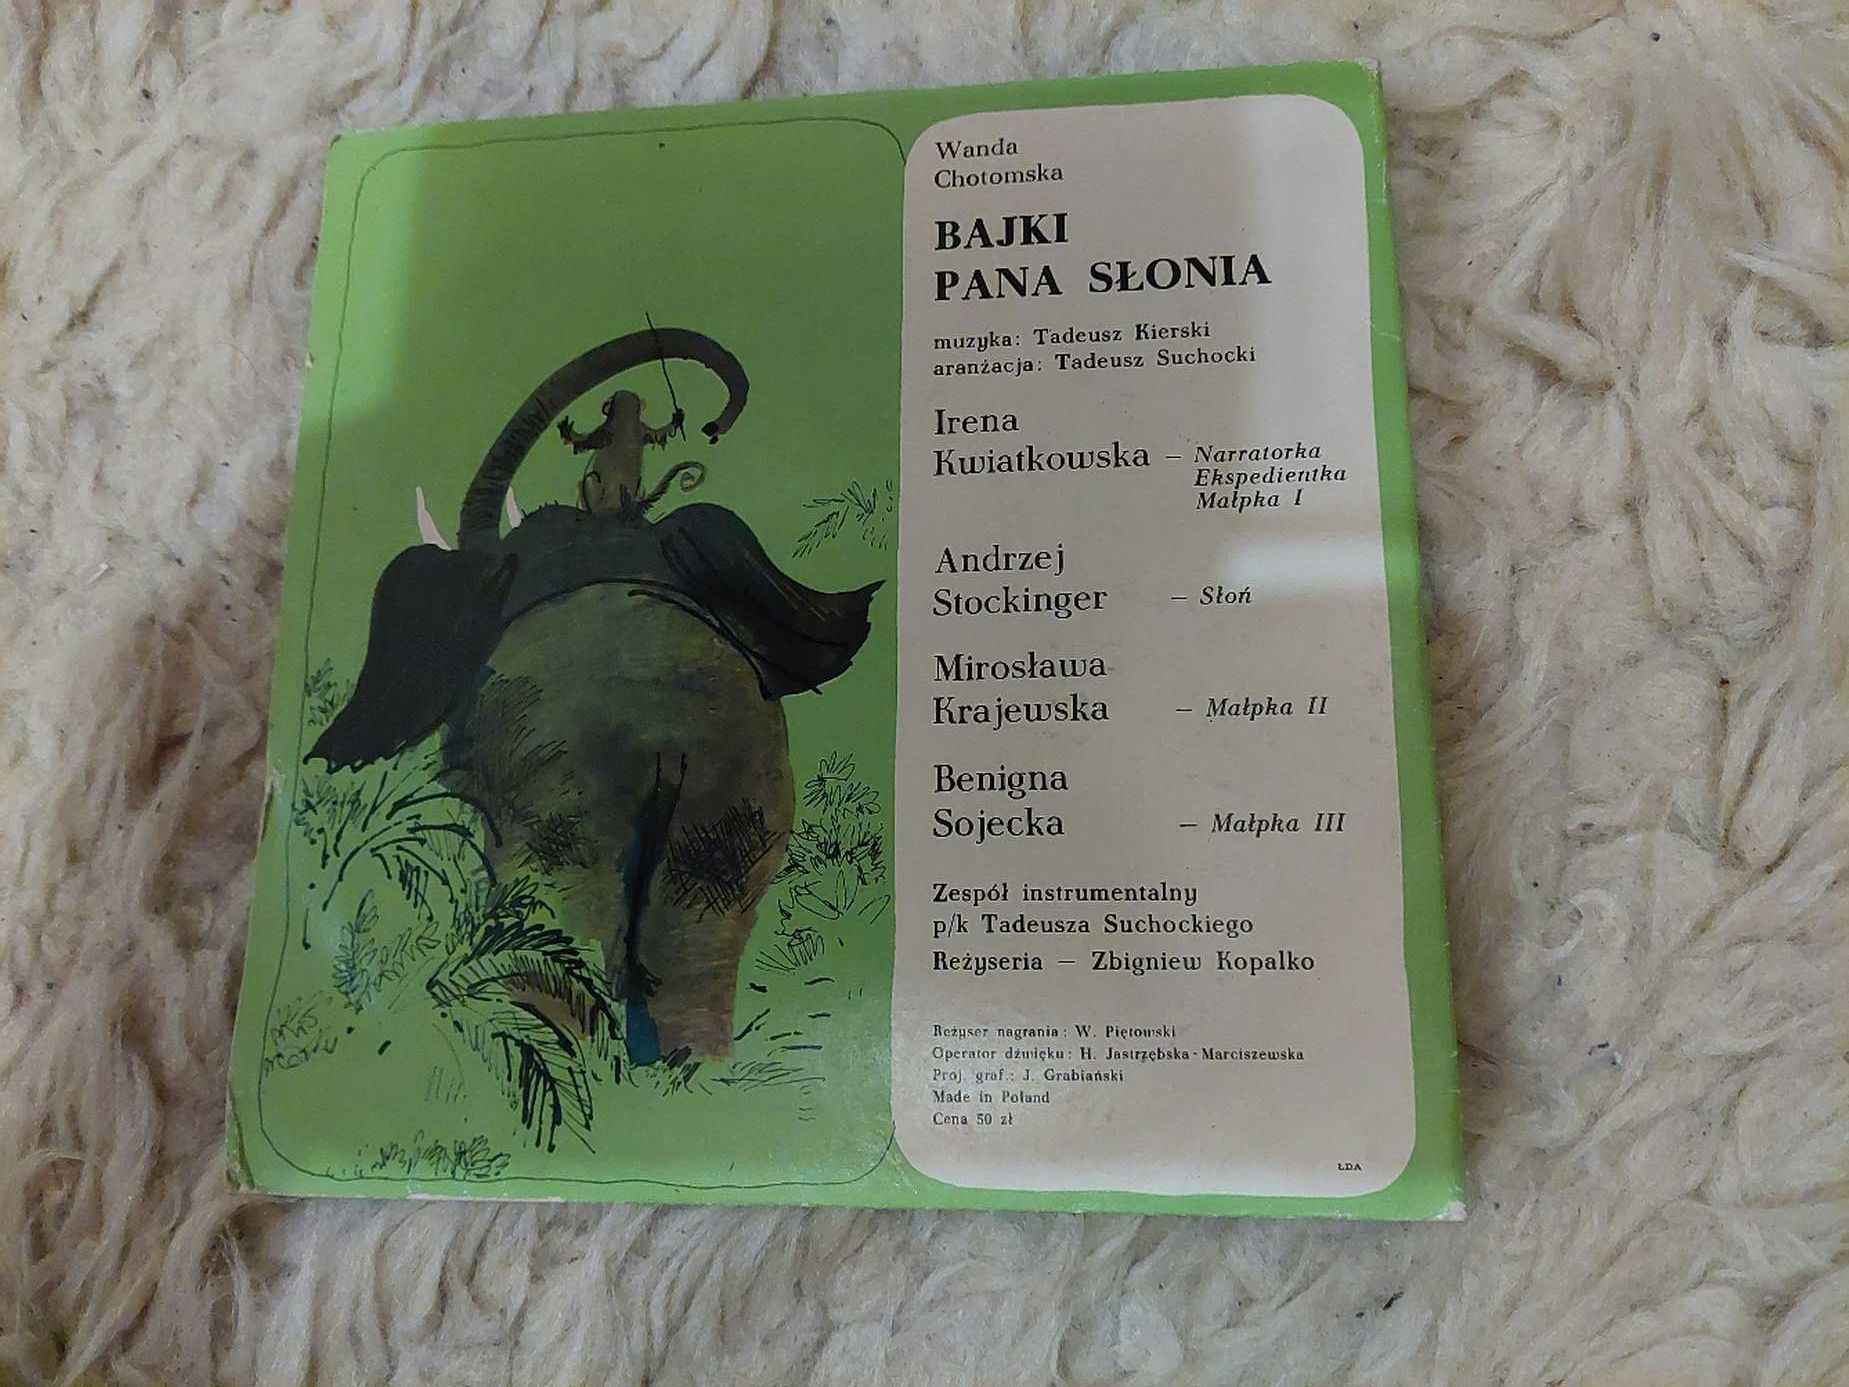 Wanda
Chotomska
BAJKI
PANA SŁONIA
muzyka: Tadeusz Kierski
aranżacja: Tadeusz Suchocki
Irena
Kwiatkowska – Narratorka
Ekspedientka
Małpka I
Andrzej
Stockinger – Słoń
Mirosława
Krajewska – Małpka II
Benigna
Sojecka – Małpka III
Zespół instrumentalny
p/k Tadeusza Suchockiego
Reżyseria – Zbigniew Kopalko
Reżyser nagrania: W. Piętowski
Operator dźwięku: H. Jastrzębska-Marciszewska
Proj. graf.: J. Grabiański
Made in Poland
Cena 50 zł
ŁDA